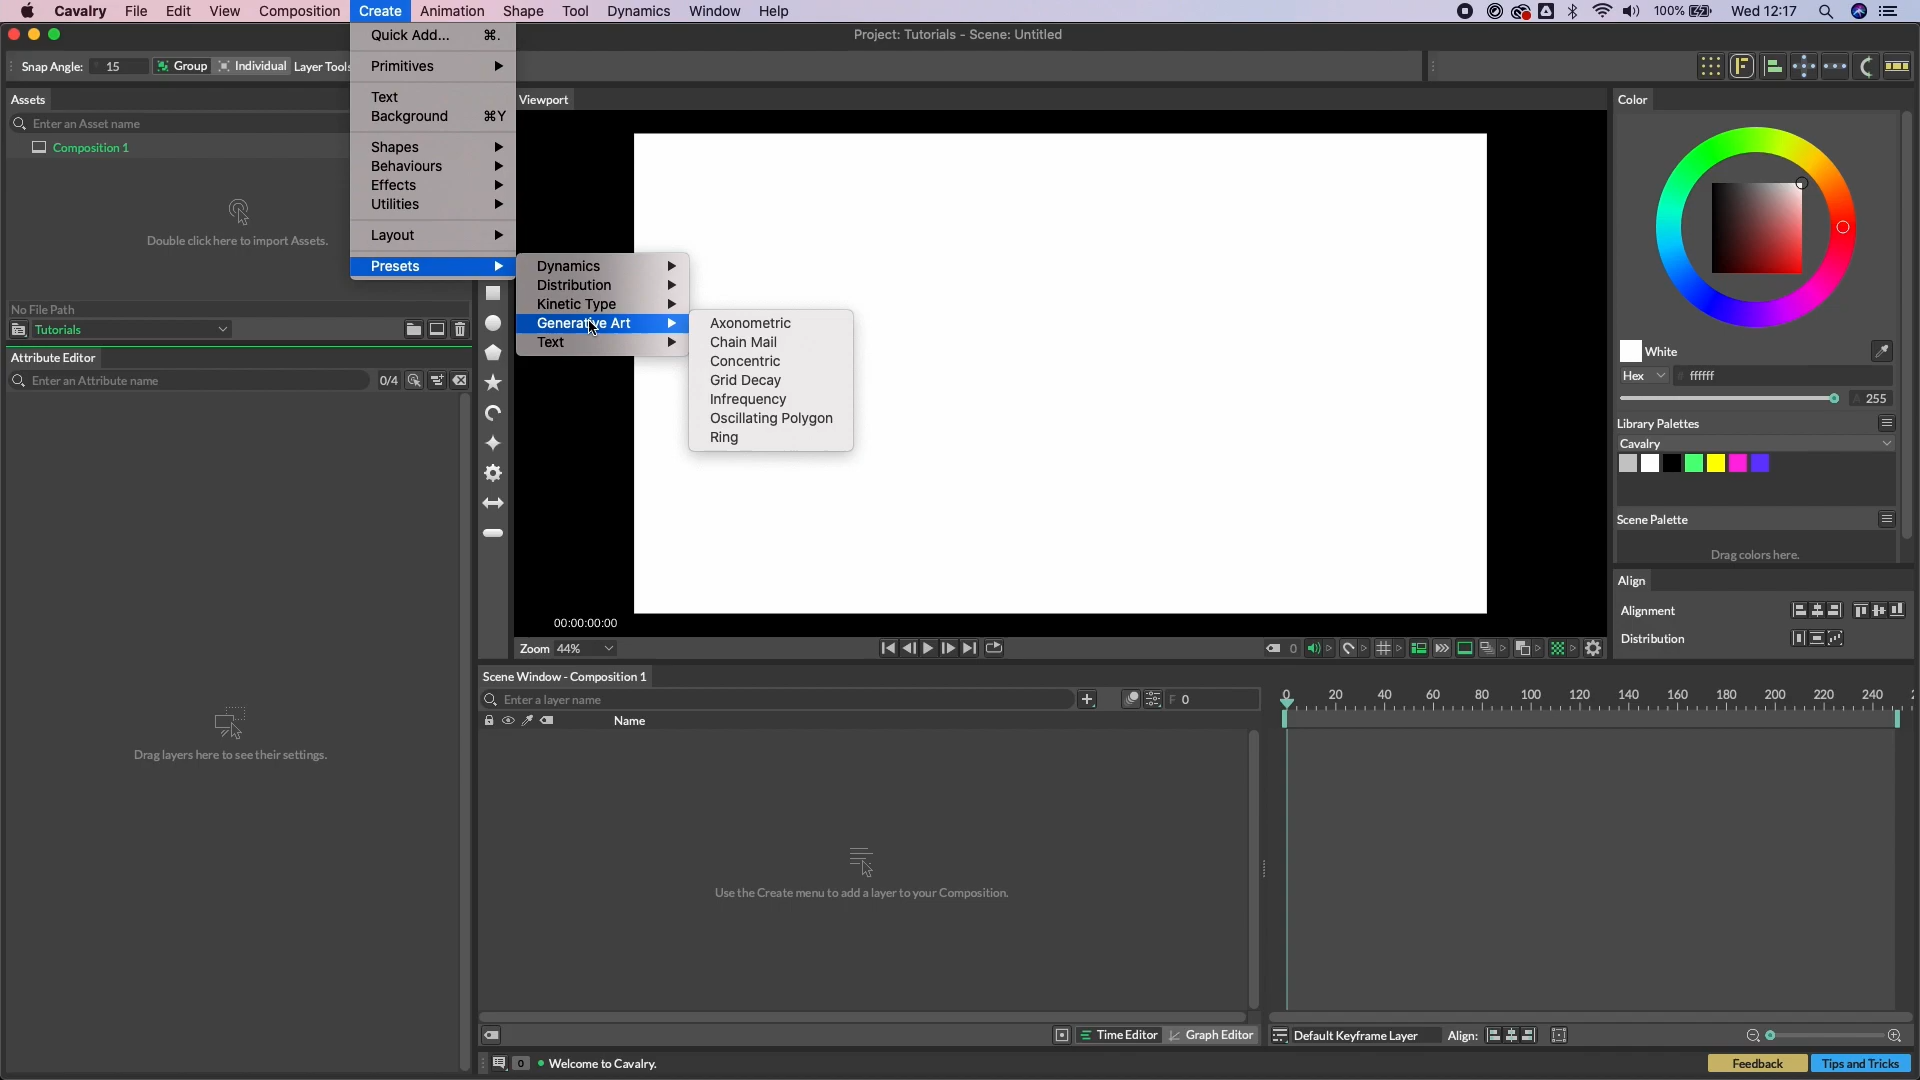 Cavalry File Edit View Composition Create Animation Shape Tool Dynamics Window Help 100% Wed 12:17
Project: Tutorials - Scene: Untitled
Snap Angle: 15 Group Individual Layer Tools
Quick Add... ⌘.
Primitives
Text
Background ⌘Y
Shapes
Behaviours
Effects
Utilities
Layout
Presets
Dynamics
Distribution
Kinetic Type
Generative Art
Text
Axonometric
Chain Mail
Concentric
Grid Decay
Infrequency
Oscillating Polygon
Ring
Assets
Enter an Asset name
Composition 1
Double click here to import Assets.
No File Path
Tutorials
Attribute Editor
Enter an Attribute name 0/4
Drag layers here to see their settings.
Viewport
00:00:00:00
Zoom 44% 0
Color
White
Hex ffffff
A 255
Library Palettes
Cavalry
Scene Palette
Drag colors here.
Align
Alignment
Distribution
Scene Window - Composition 1
Enter a layer name F 0
Name
0 20 40 60 80 100 120 140 160 180 200 220 240
Use the Create menu to add a layer to your Composition.
Time Editor Graph Editor Default Keyframe Layer Align:
0 Welcome to Cavalry. Feedback Tips and Tricks